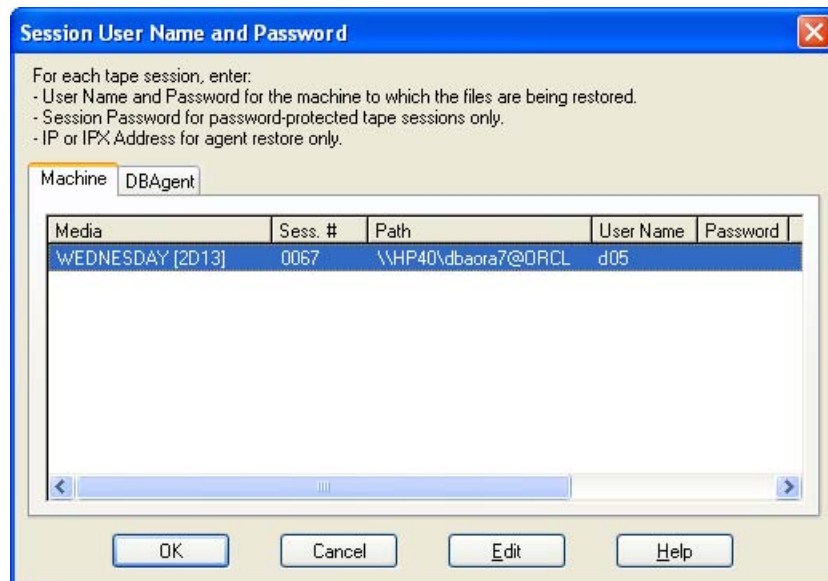 Session User Name and Password
For each tape session, enter:
- User Name and Password for the machine to which the files are being restored.
- Session Password for password-protected tape sessions only.
- IP or IPX Address for agent restore only.
Machine DBAgent
Media Sess. # Path User Name Password
WEDNESDAY [2D13] 0067 \\HP40\dbaora7@ORCL d05
OK Cancel Edit Help